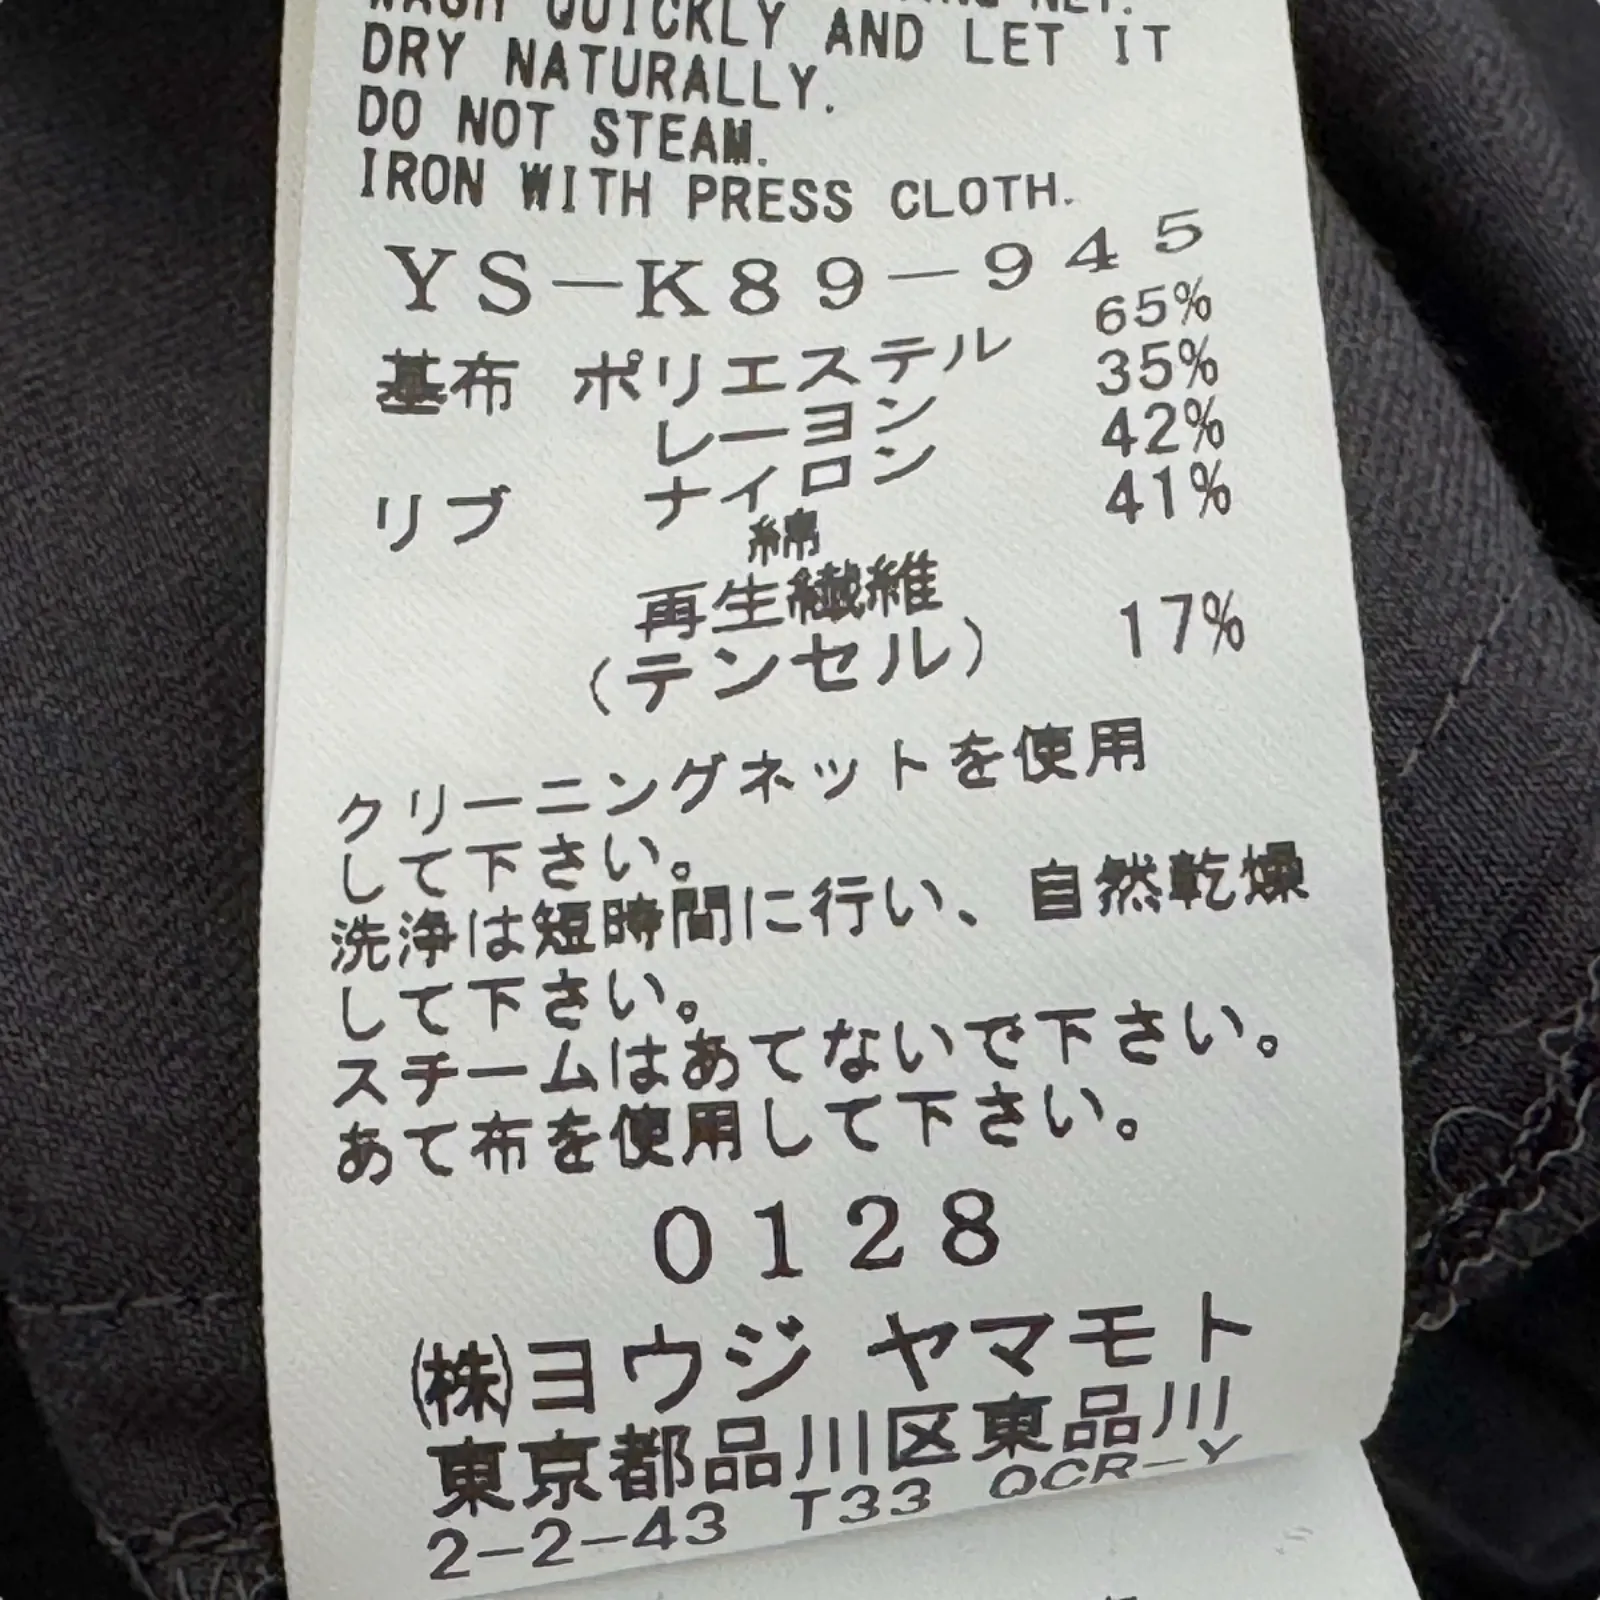 WASH QUICKLY AND LET IT
DRY NATURALLY.
DO NOT STEAM.
IRON WITH PRESS CLOTH.
YS-K89-945
基布 ポリエステル 65%
レーヨン 35%
リブ ナイロン 42%
綿 41%
再生繊維
(テンセル) 17%
クリーニングネットを使用
して下さい。
洗浄は短時間に行い、自然乾燥
して下さい。
スチームはあてないで下さい。
あて布を使用して下さい。
0128
㈱ヨウジ ヤマモト
東京都品川区東品川
2-2-43 T33 OCR-Y